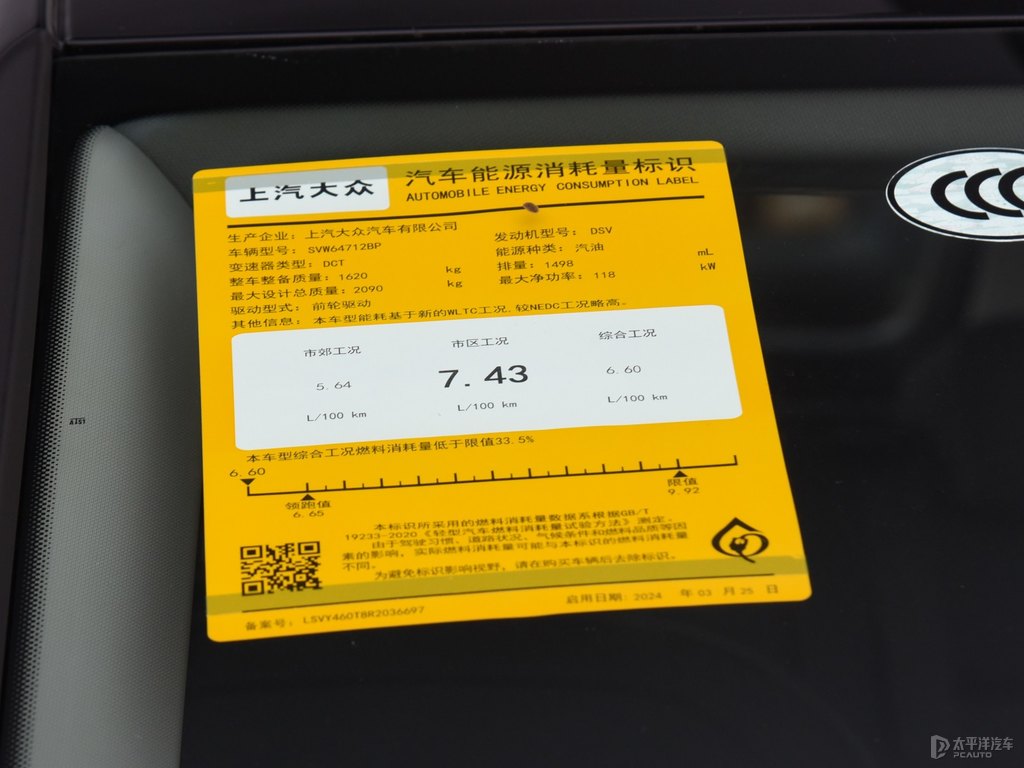 上汽大众
汽车能源消耗量标识
AUTOMOBILE ENERGY CONSUMPTION LABEL
生产企业: 上汽大众汽车有限公司
车辆型号: SVW64712BP
发动机型号: DSV
变速器类型: DCT
能源种类: 汽油
整车整备质量: 1620 kg
排量: 1498 mL
最大设计总质量: 2090 kg
最大净功率: 118 kW
驱动型式: 前轮驱动
其他信息: 本车型能耗基于新的WLTC工况,较NEDC工况略高。
市郊工况 市区工况 综合工况
5.64 7.43 6.60
L/100 km L/100 km L/100 km
本车型综合工况燃料消耗量低于限值33.5%
6.60
领跑值 限值
6.65 9.92
本标识所采用的燃料消耗量数据系根据GB/T
19233-2020《轻型汽车燃料消耗量试验方法》测定。
由于驾驶习惯、道路状况、气候条件和燃料品质等因
素的影响,实际燃料消耗量可能与本标识的燃料消耗量
不同。
为避免标识影响视野,请在购买车辆后去除标识。
备案号: LSVY460T8R2036697
启用日期: 2024 年 03 月 25 日
CCC
太平洋汽车
PCAUTO